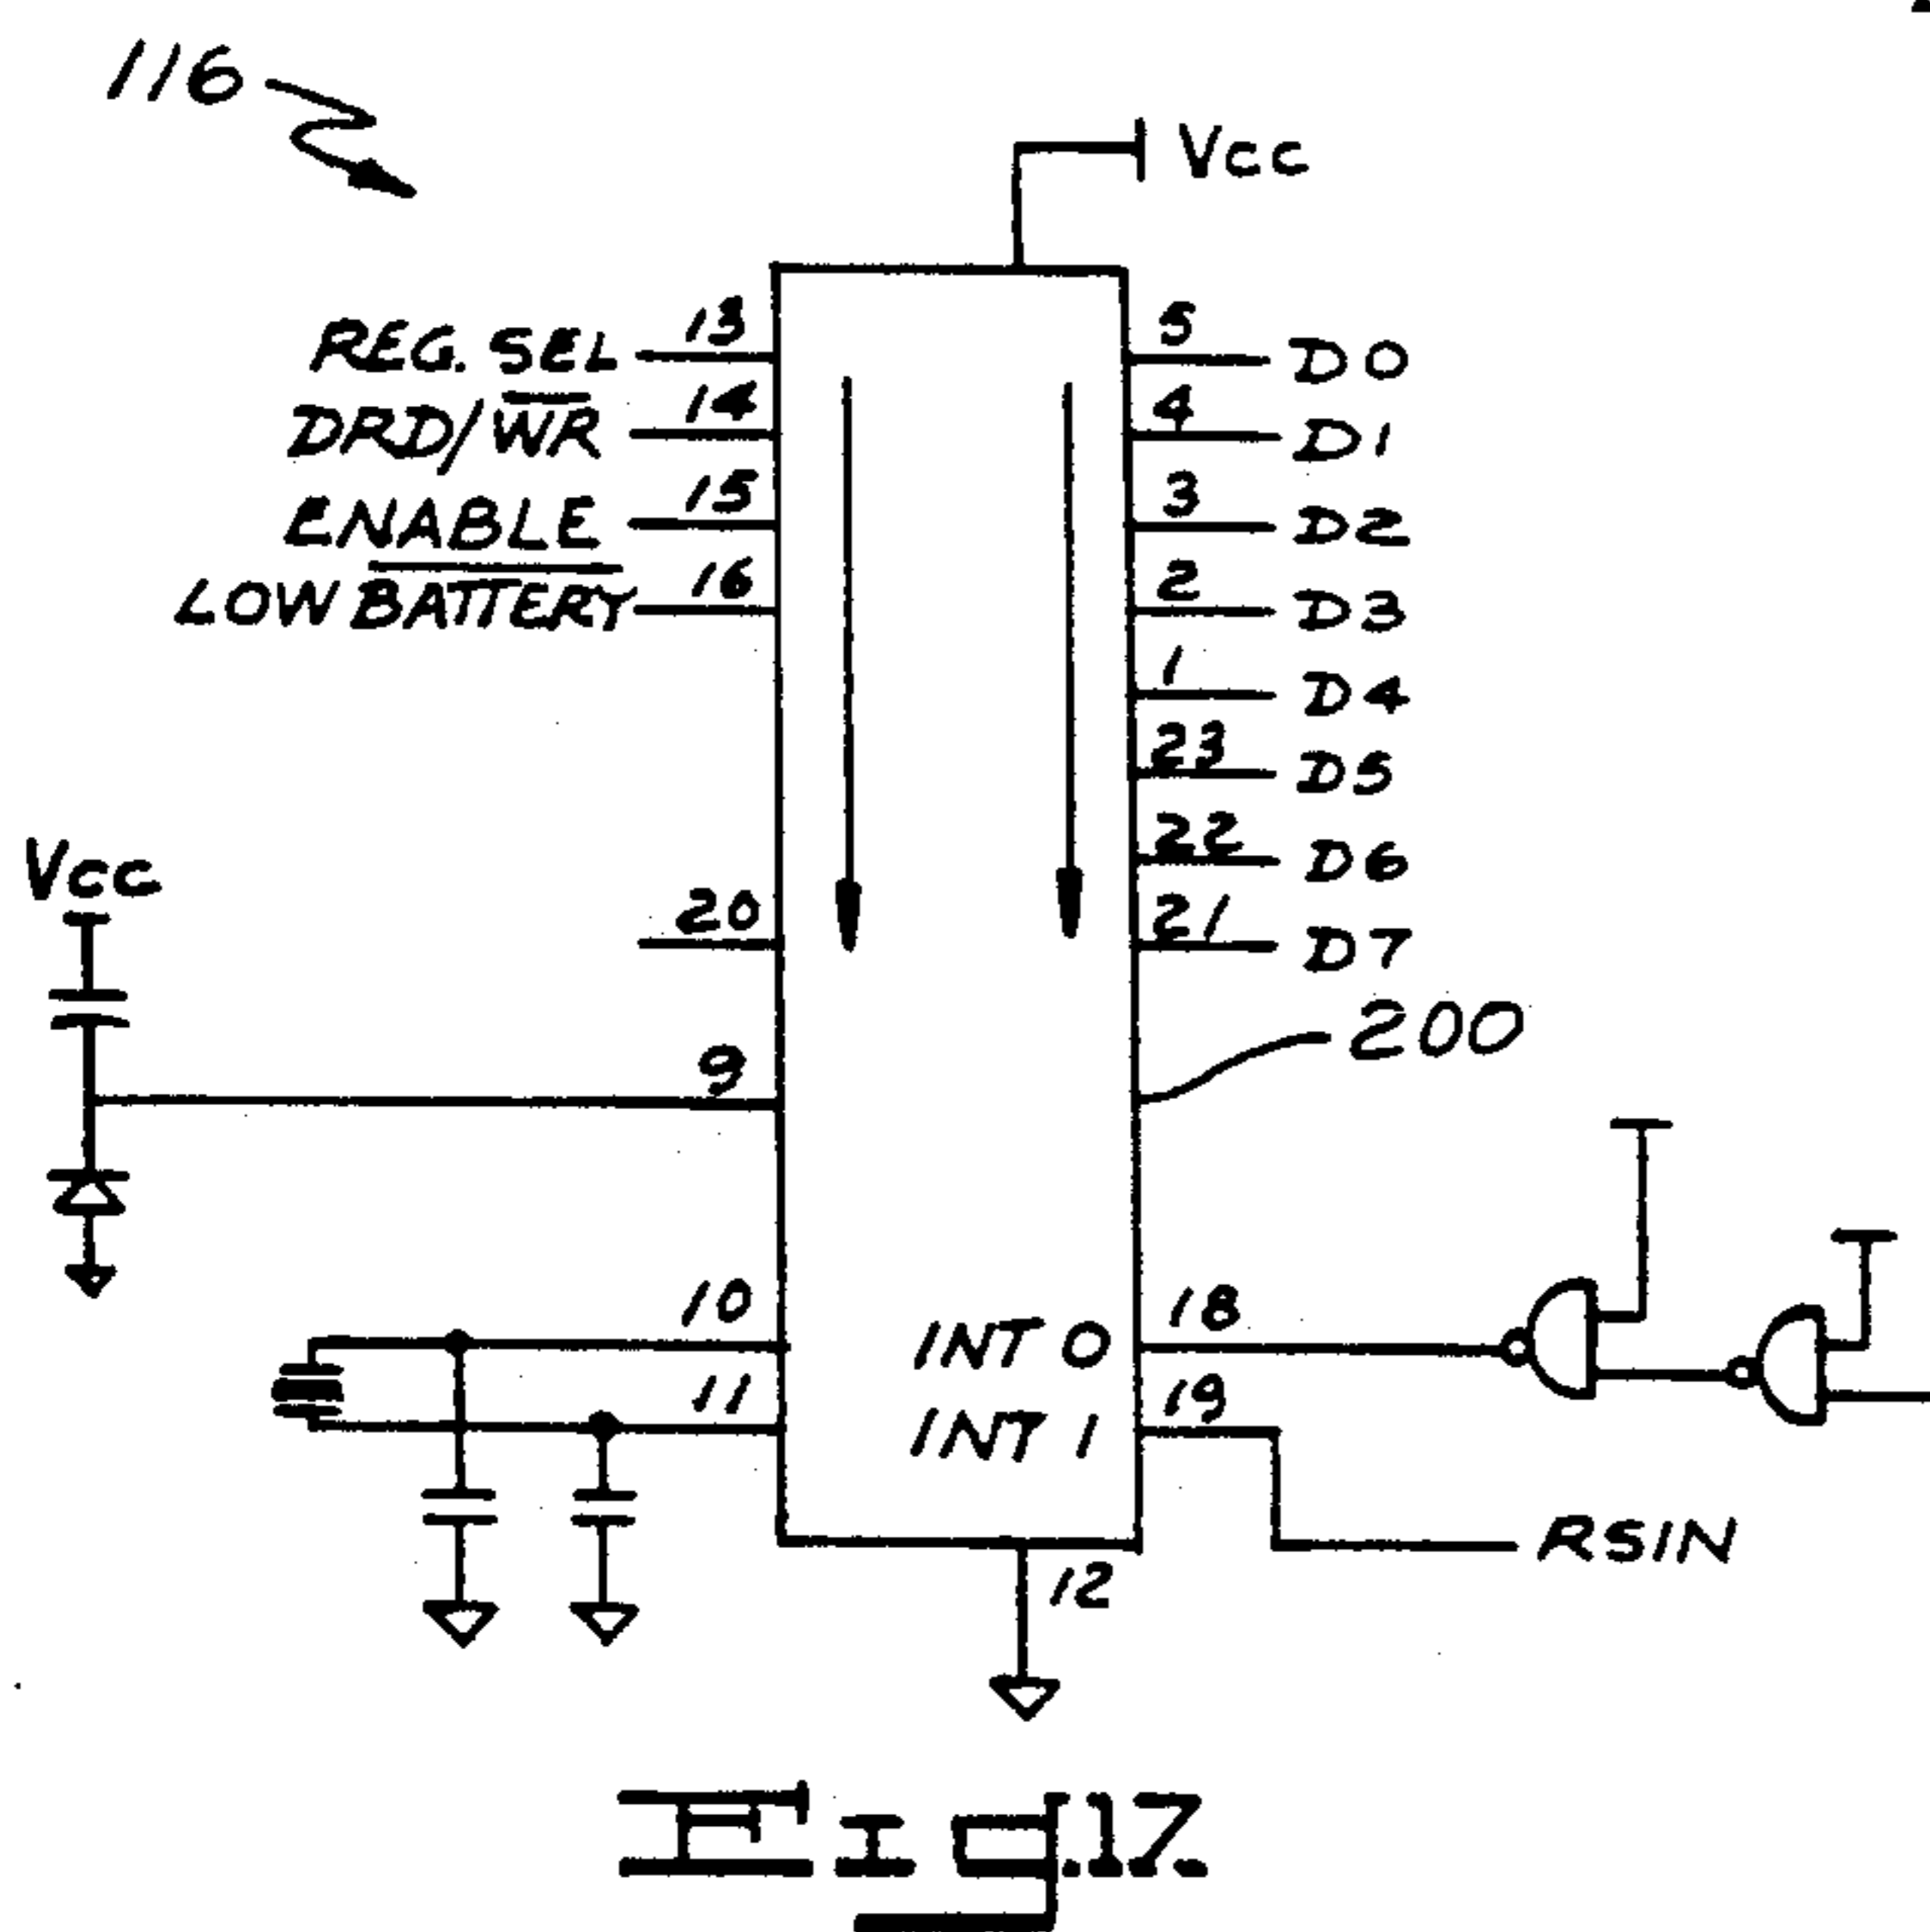 116
Vcc
13 5
REG. SEL D0
14 4
DRD/W̅R̅ D1
15 3
ENABLE D2
16 2
LOW B̅A̅T̅T̅E̅R̅Y̅ D3
1
D4
23
D5
Vcc
22
D6
20 21
D7
200
9
10 18
INT 0
11 19
INT 1
RSIN
12
Fig.17.